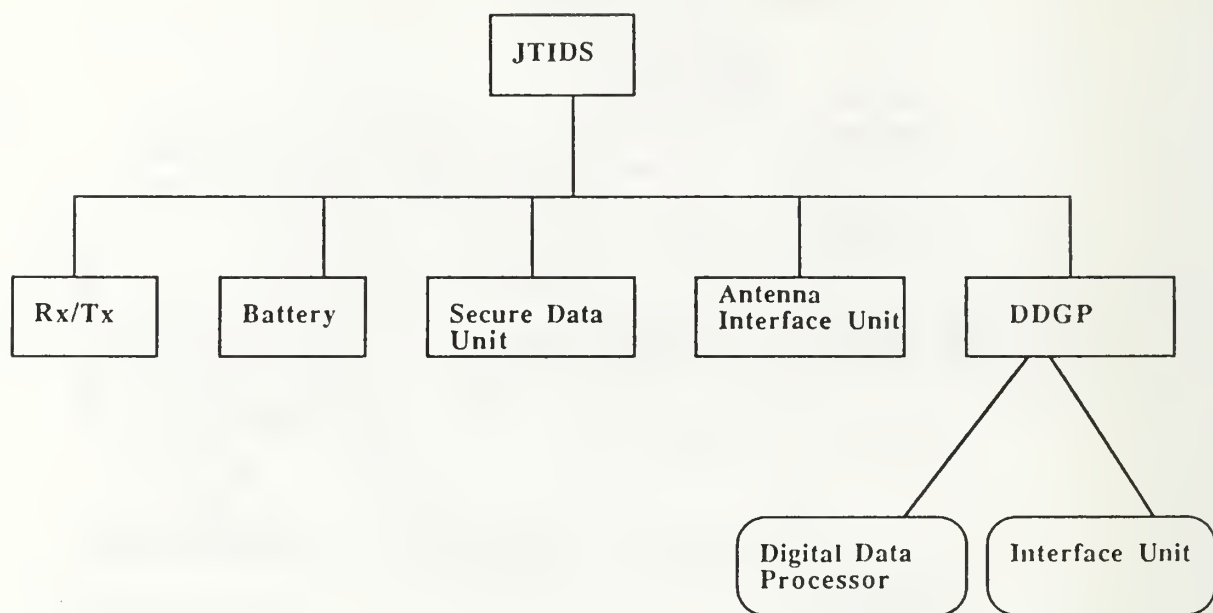 JTIDS
Rx/Tx
Battery
Secure Data
Unit
Antenna
Interface Unit
DDGP
Digital Data
Processor
Interface Unit